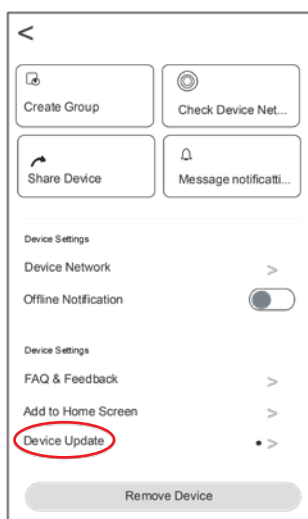 <
Create Group
Check Device Net...
Share Device
Message notificatti...
Device Settings
Device Network >
Offline Notification
Device Settings
FAQ & Feedback >
Add to Home Screen >
Device Update • >
Remove Device